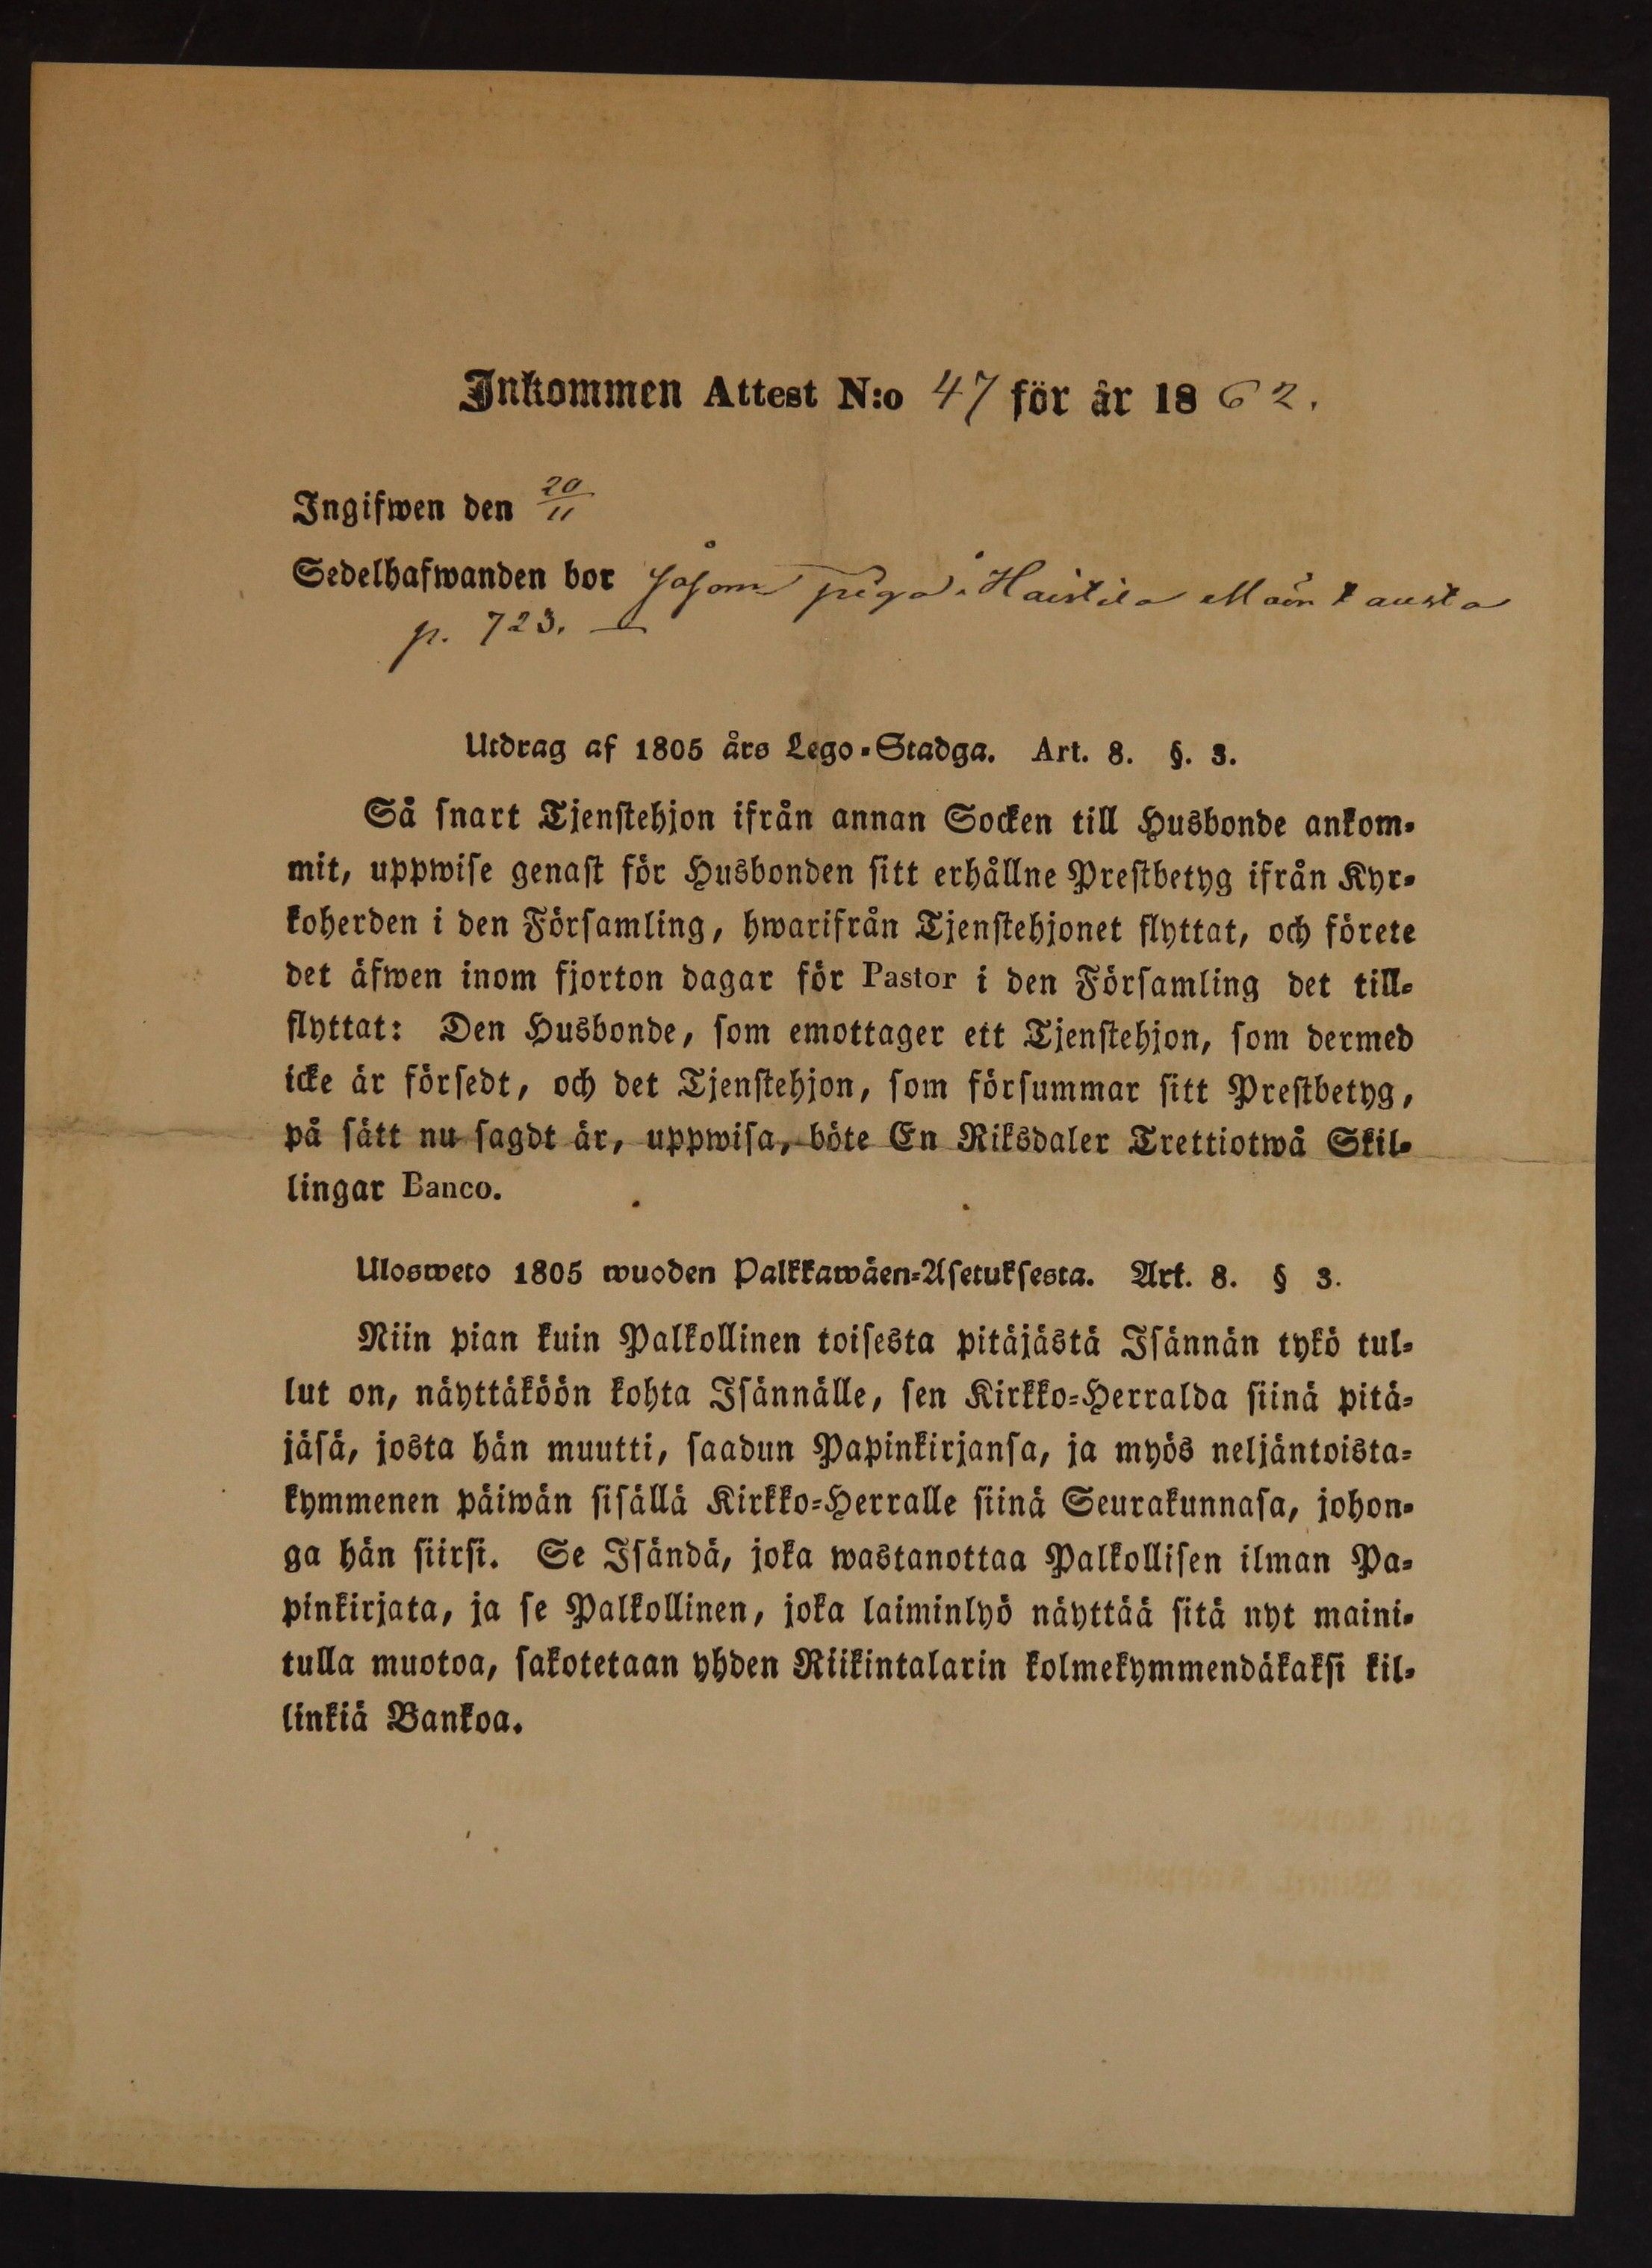 Inkommen Attest N:o 47 för år 1862.
Ingifwen den 20/11
Sedelhafwanden bor såsom piga i Haistila Mäntausta
p. 723. —
Utdrag af 1805 års Lego-Stadga. Art. 8. §. 3.
Så snart Tjenstehjon ifrån annan Socken till Husbonde ankom-
mit, uppwise genast för Husbonden sitt erhållne Prestbetyg ifrån Kyr-
koherden i den Församling, hwarifrån Tjenstehjonet flyttat, och förete
det äfwen inom fjorton dagar för Pastor i den Församling det till-
flyttat: Den Husbonde, som emottager ett Tjenstehjon, som dermed
icke är försedt, och det Tjenstehjon, som försummar sitt Prestbetyg,
på sätt nu sagdt är, uppwisa, böte En Riksdaler Trettiotwå Skil-
lingar Banco.
Ulosweto 1805 wuoden Palkkawäen-Asetuksesta. Art. 8. § 3.
Niin pian kuin Palkollinen toisesta pitäjästä Isännän tykö tul-
lut on, näyttäköön kohta Isännälle, sen Kirkko-Herralda siinä pitä-
jäsä, josta hän muutti, saadun Papinkirjansa, ja myös neljäntoista-
kymmenen päiwän sisällä Kirkko-Herralle siinä Seurakunnasa, johon-
ga hän siirsi. Se Isändä, joka wastanottaa Palkollisen ilman Pa-
pinkirjata, ja se Palkollinen, joka laiminlyö näyttää sitä nyt maini-
tulla muotoa, sakotetaan yhden Riikintalarin kolmekymmendäkaksi kil-
linkiä Bankoa.